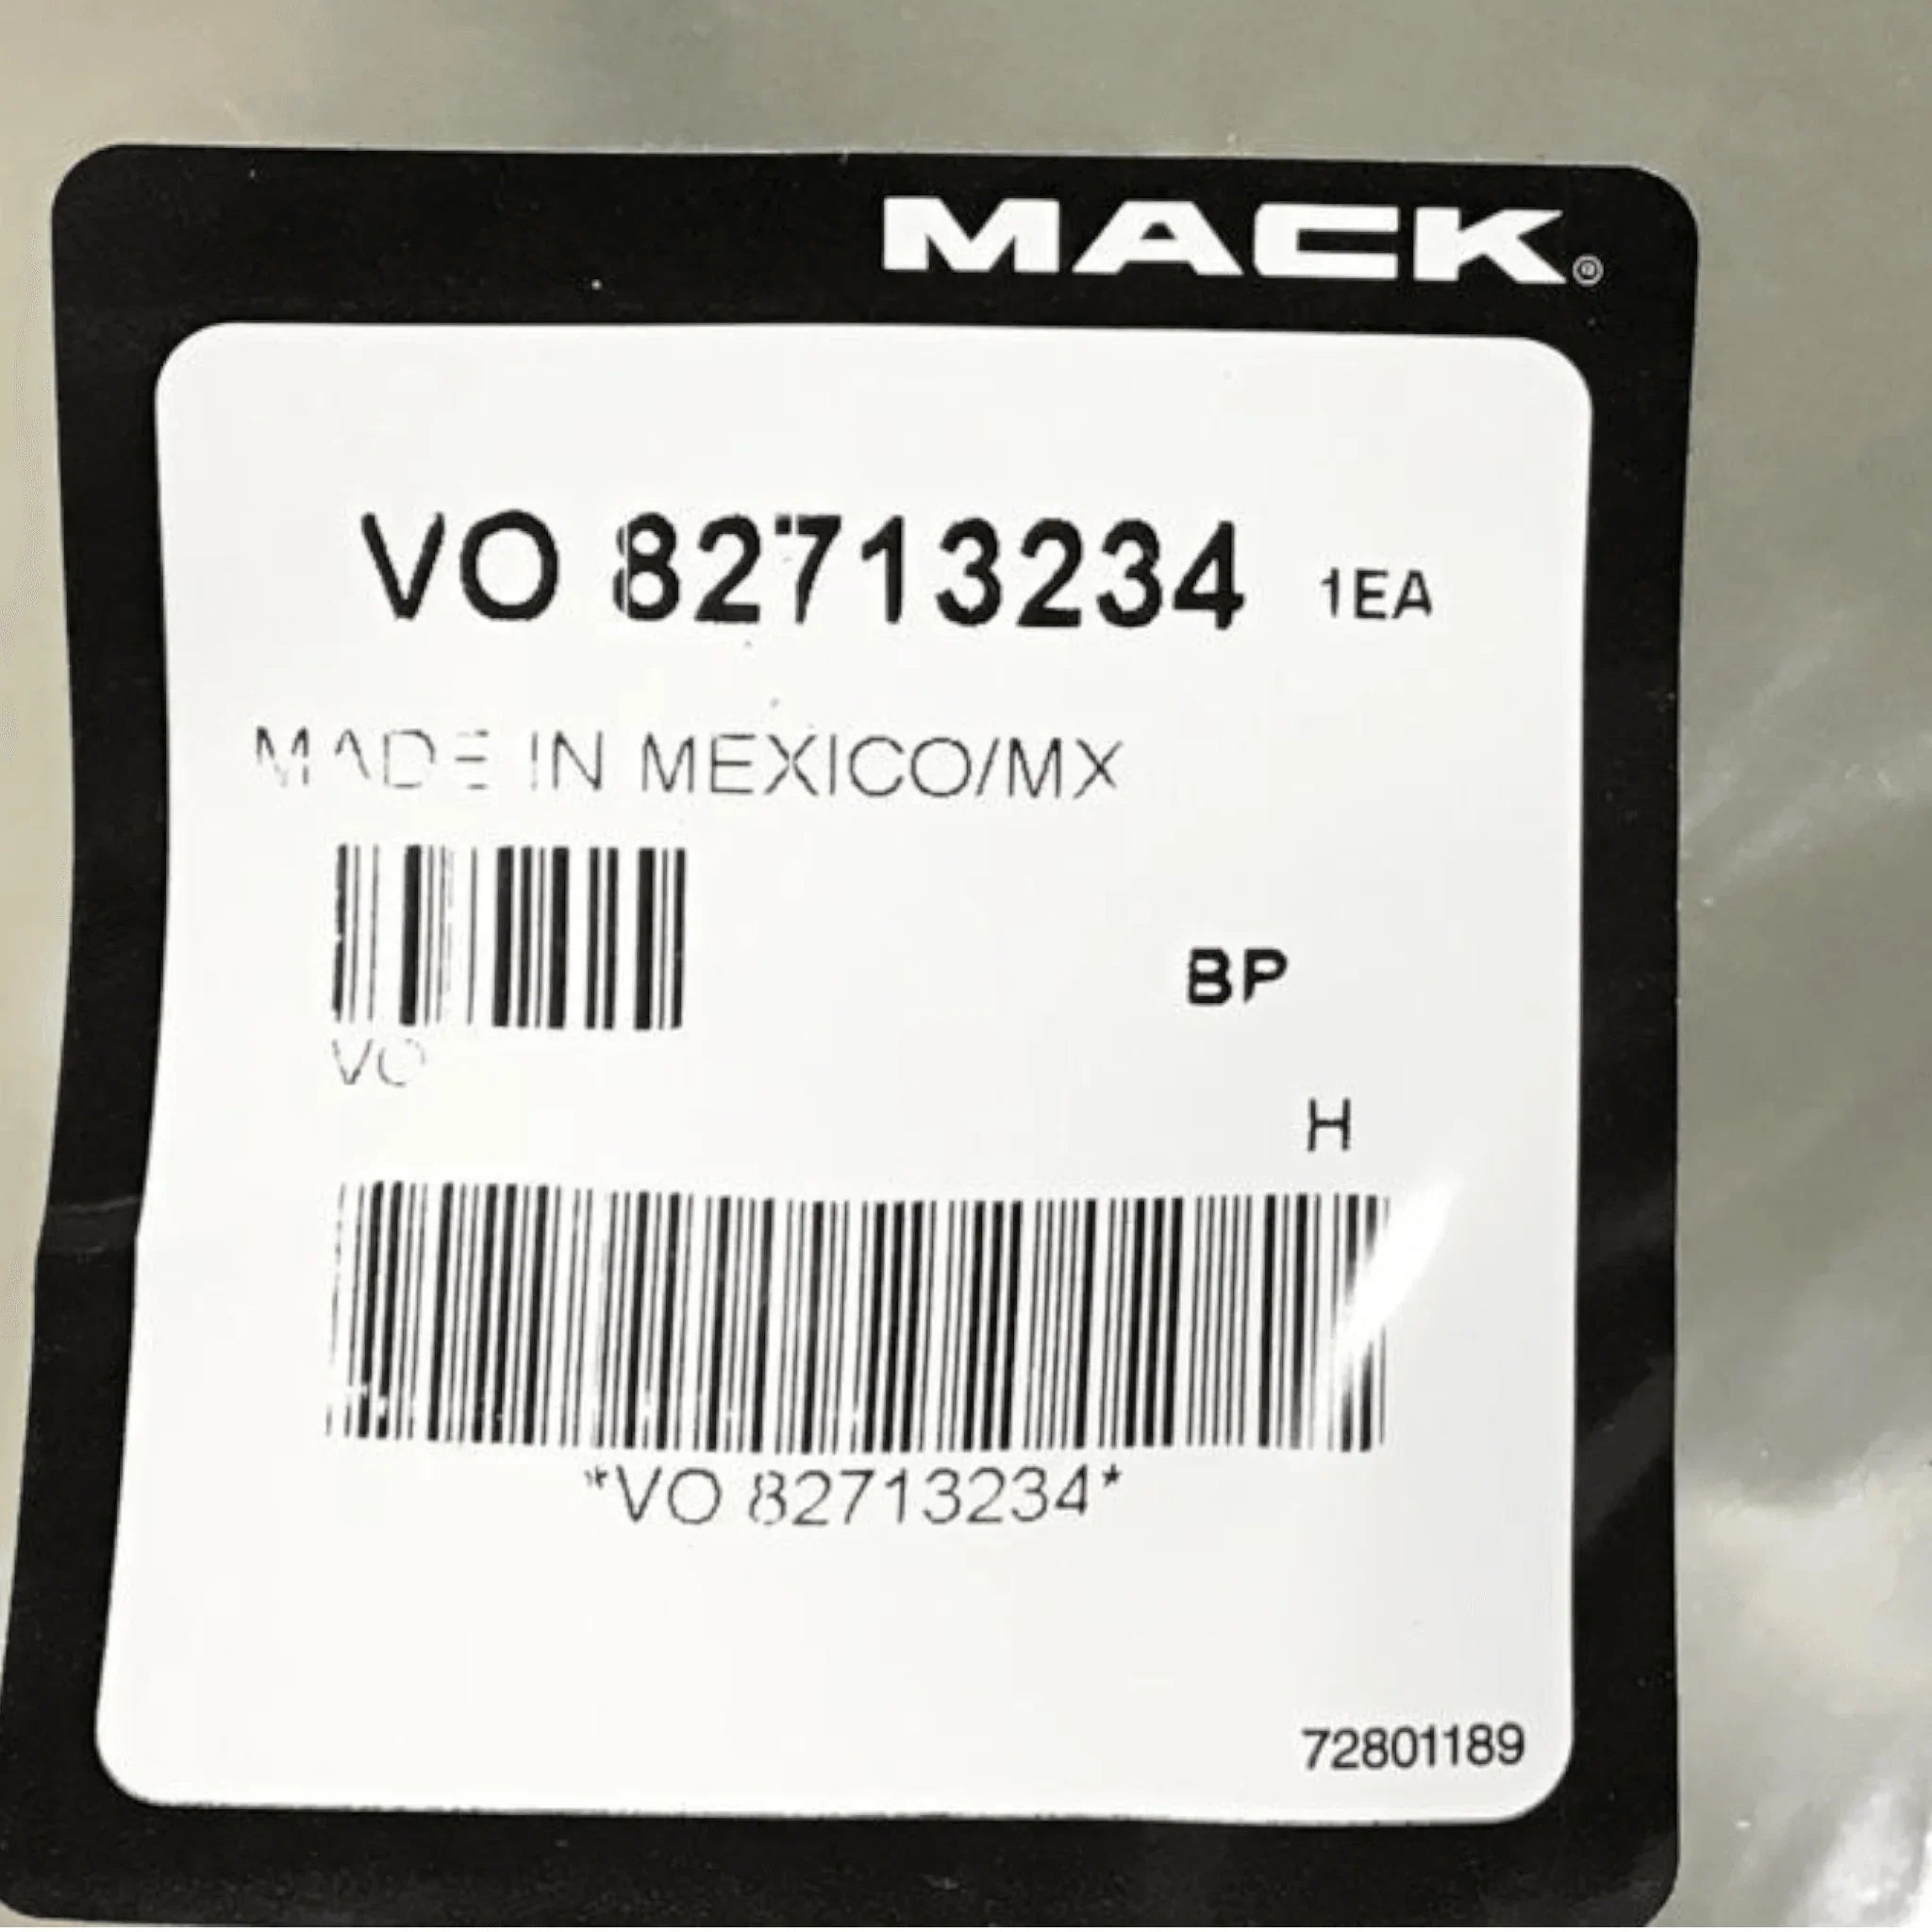 MACK®
VO 82713234 1EA
MADE IN MEXICO/MX
BP
VO
H
*VO 82713234*
72801189